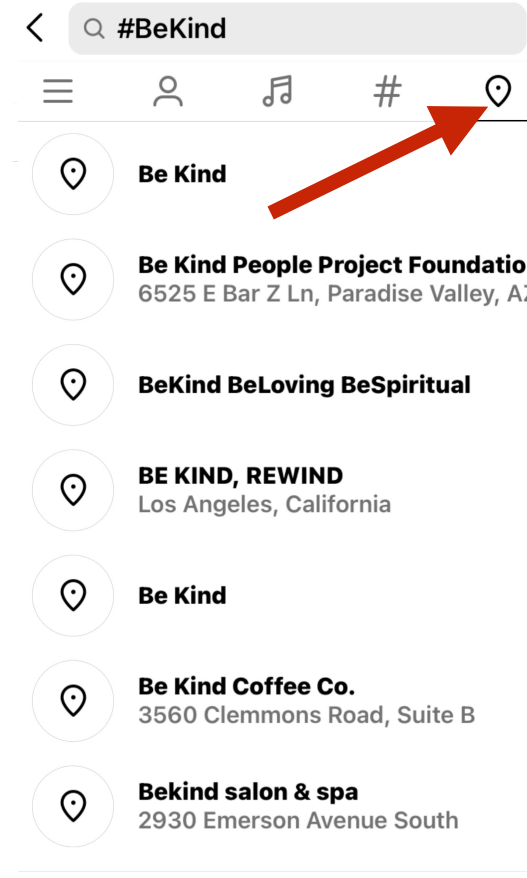 #BeKind
#
Be Kind
Be Kind People Project Foundatio
6525 E Bar Z Ln, Paradise Valley, AZ
BeKind BeLoving BeSpiritual
BE KIND, REWIND
Los Angeles, California
Be Kind
Be Kind Coffee Co.
3560 Clemmons Road, Suite B
Bekind salon & spa
2930 Emerson Avenue South